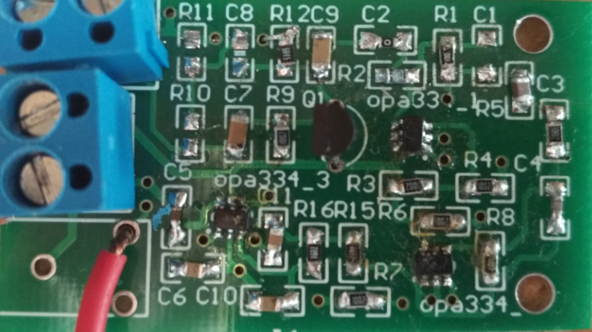 R11 C8 R12 C9 C2 R1 C1
R2 C3
R10 C7 R9 Q1 opa33 _1 R5
C5 opa334_3 R3 R4 C4
R16 R15 R6 R8
C6 C10 R7 opa334_